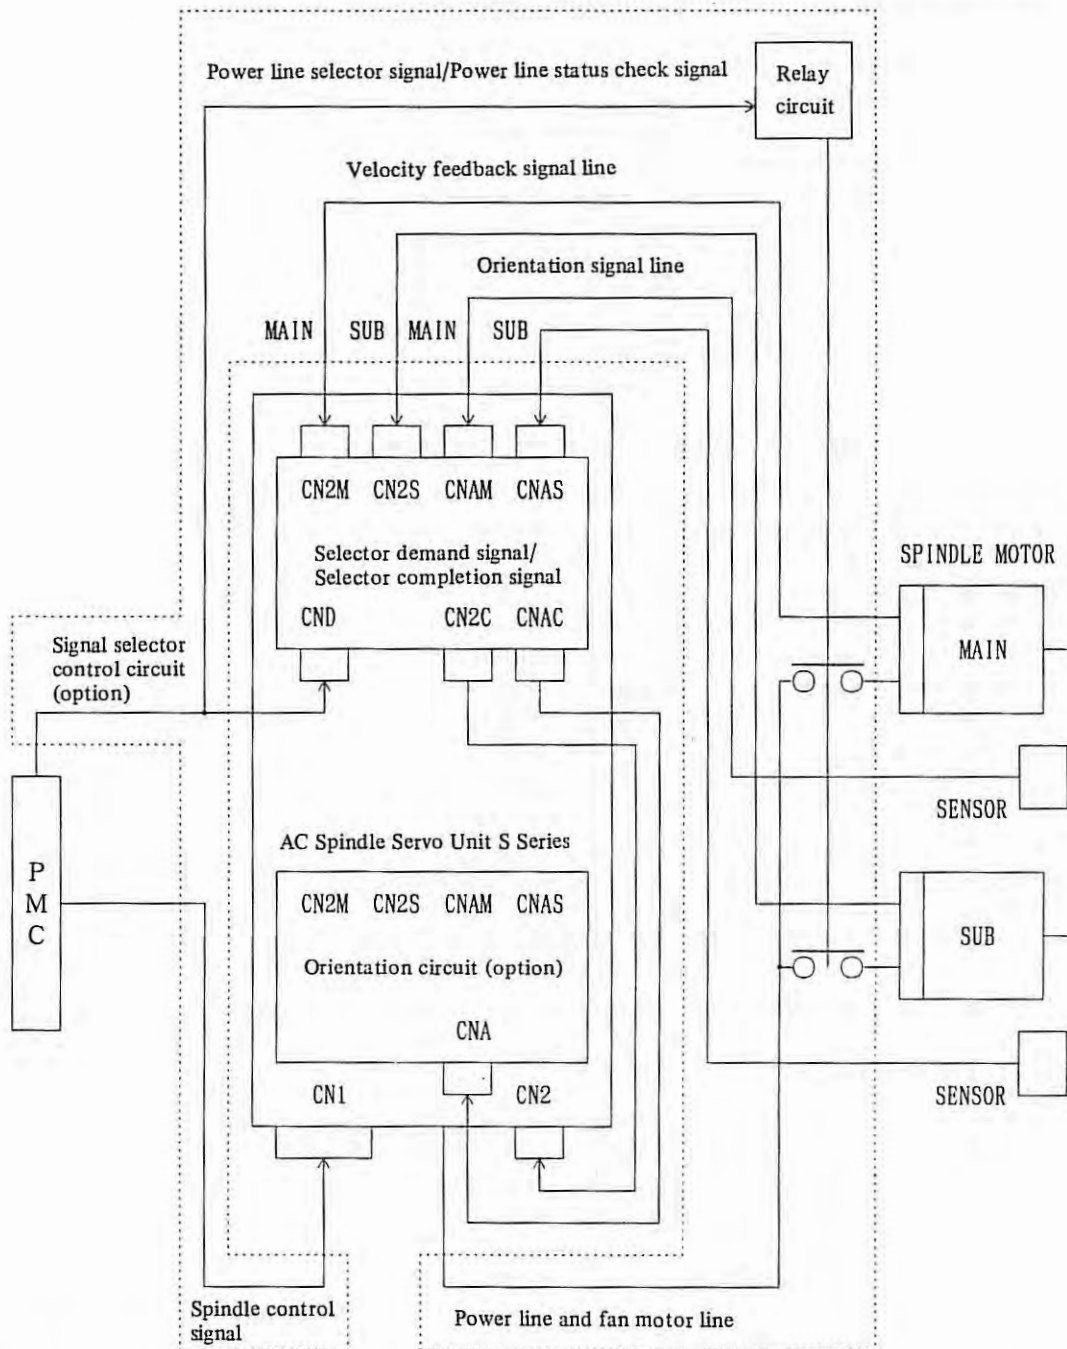 Power line selector signal/Power line status check signal
Relay
circuit
Velocity feedback signal line
Orientation signal line
MAIN SUB MAIN SUB
CN2M CN2S CNAM CNAS
Selector demand signal/
Selector completion signal
CND CN2C CNAC
SPINDLE MOTOR
MAIN
Signal selector
control circuit
(option)
SENSOR
AC Spindle Servo Unit S Series
P
M
C
CN2M CN2S CNAM CNAS
Orientation circuit (option)
SUB
CNA
CN1 CN2
SENSOR
Spindle control
signal
Power line and fan motor line